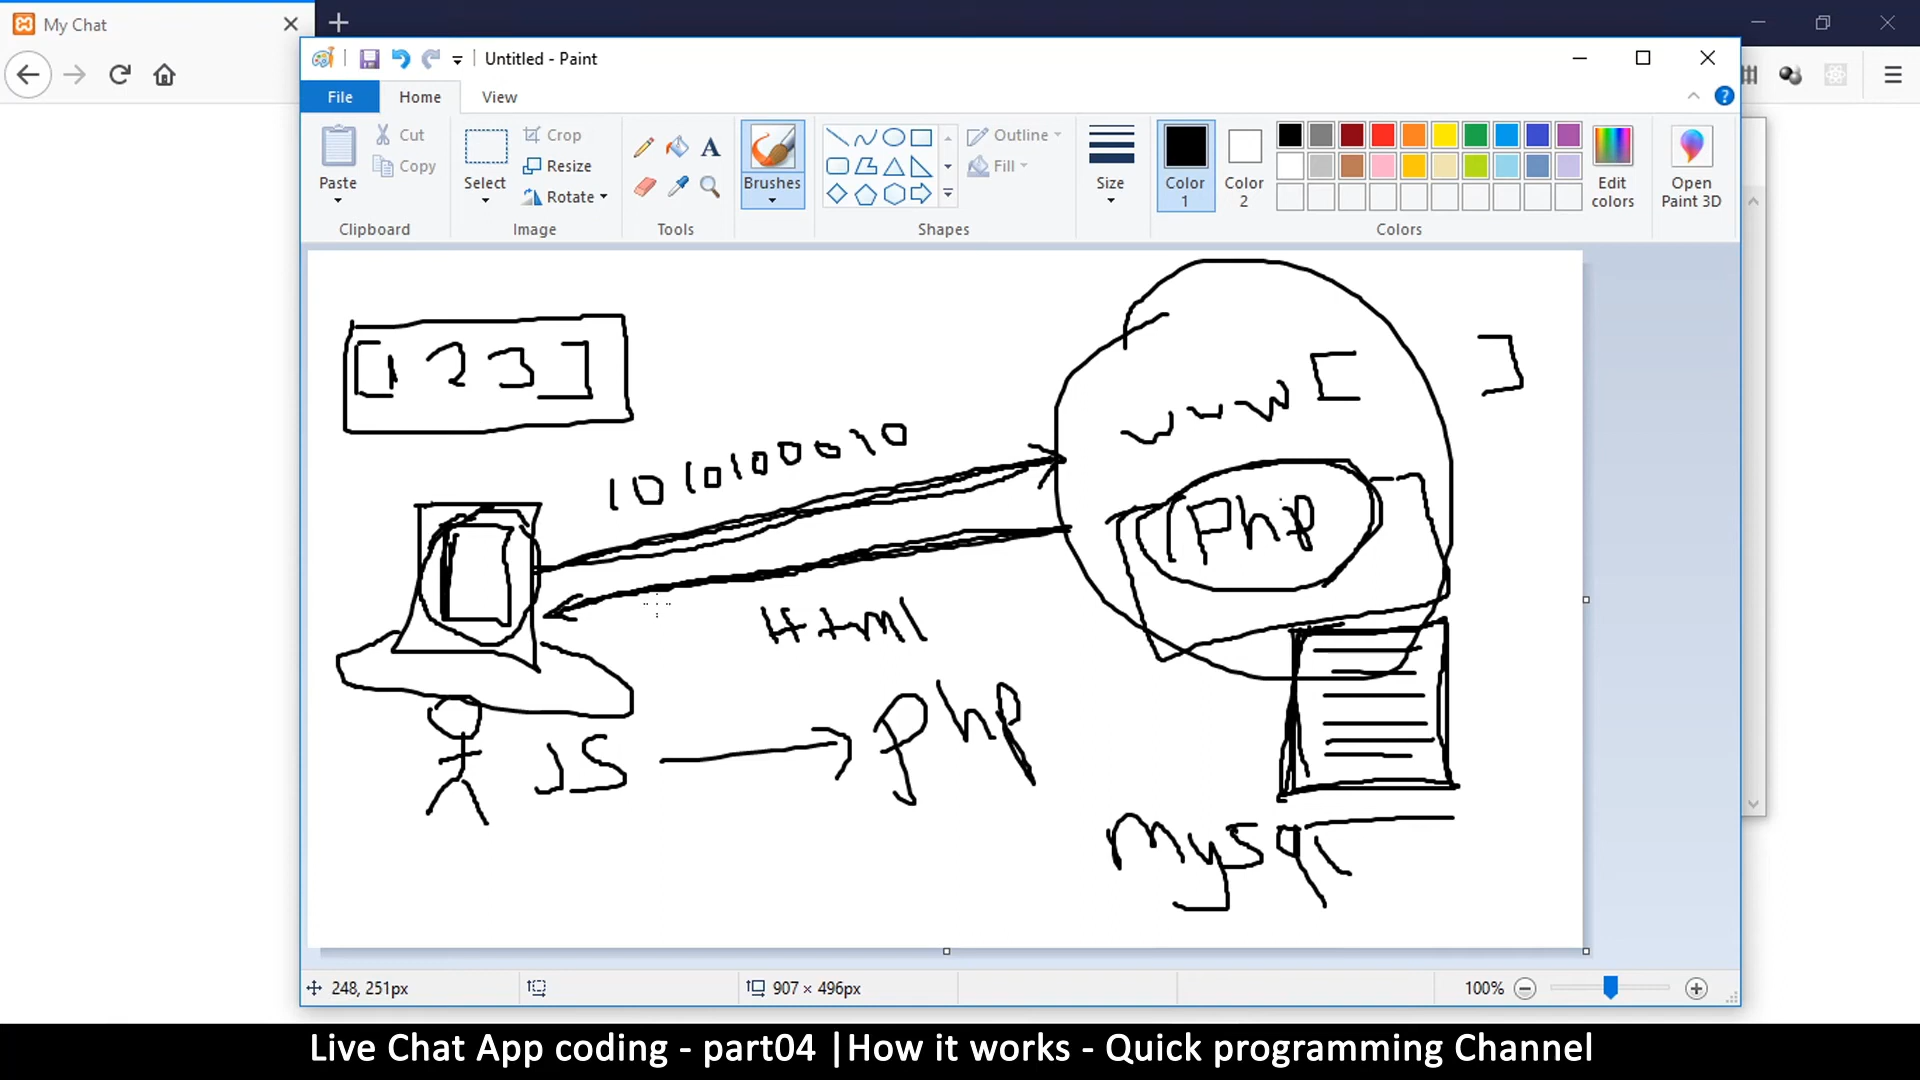 My Chat
Untitled - Paint
File Home View
Cut
Copy
Paste
Clipboard
Select
Crop
Resize
Rotate
Image
A
Tools
Brushes
Shapes
Outline
Fill
Size
Color 1
Color 2
Edit colors
Colors
Open Paint 3D
[1 2 3]
1010100010
www [ ]
php
Html
JS → php
mysql
248, 251px
907 × 496px
100%
Live Chat App coding - part04 |How it works - Quick programming Channel